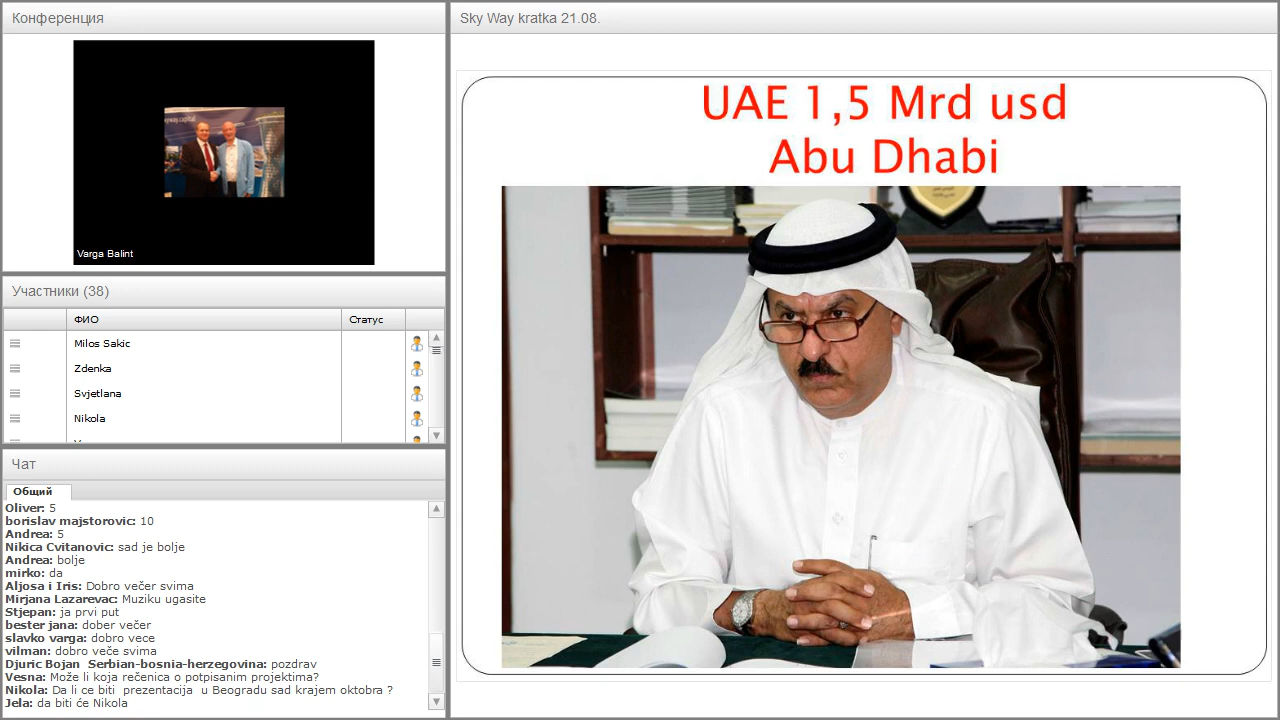 Конференция
skyway.capital
Varga Balint
Участники (38)
ФИО Статус
Milos Sakic
Zdenka
Svjetlana
Nikola
Чат
Общий
Oliver: 5
borislav majstorovic: 10
Andrea: 5
Nikica Cvitanovic: sad je bolje
Andrea: bolje
mirko: da
Aljosa i Iris: Dobro večer svima
Mirjana Lazarevac: Muziku ugasite
Stjepan: ja prvi put
bester jana: dober večer
slavko varga: dobro vece
vilman: dobro veče svima
Djuric Bojan Serbian-bosnia-herzegovina: pozdrav
Vesna: Može li koja rečenica o potpisanim projektima?
Nikola: Da li ce biti prezentacija u Beogradu sad krajem oktobra ?
Jela: da biti će Nikola
Sky Way kratka 21.08.
UAE 1,5 Mrd usd
Abu Dhabi